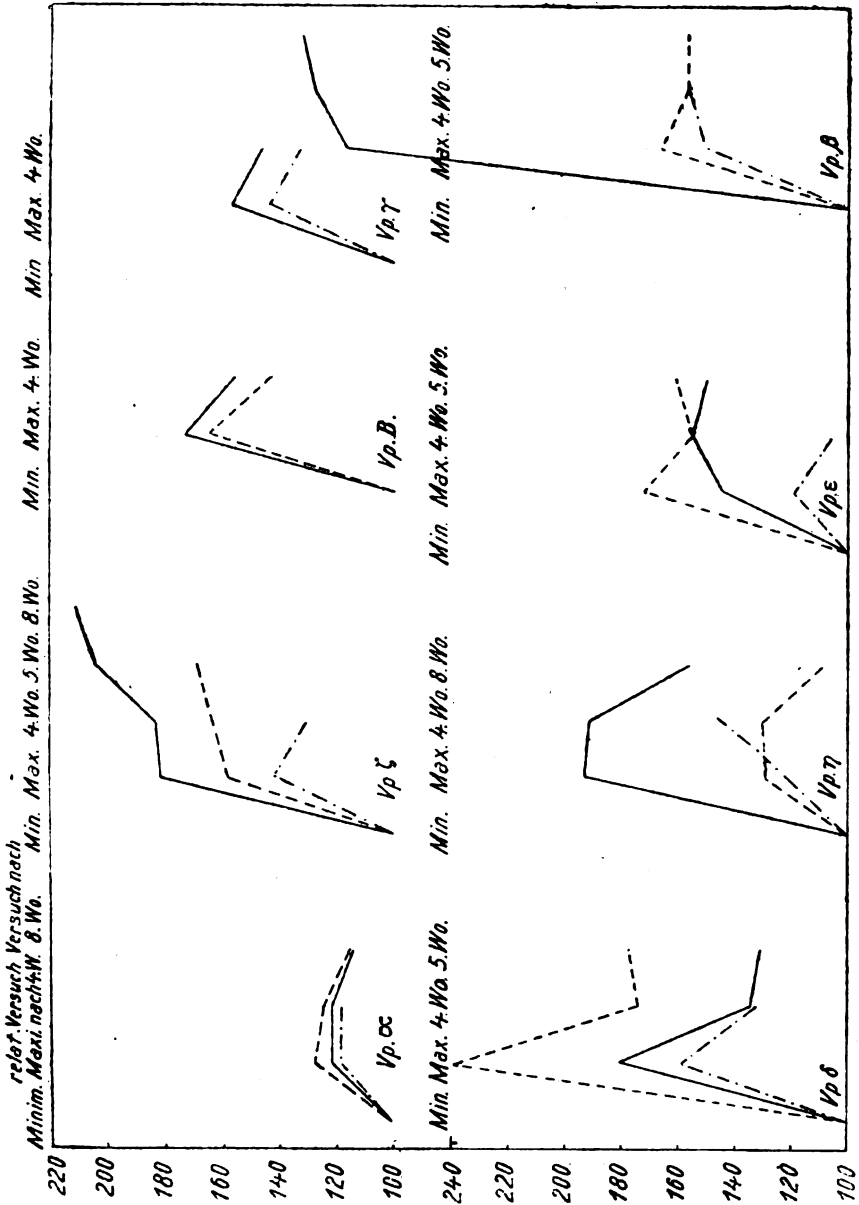 relat. Versuch Versuch nach
Minim. Maxi. nach 4.W. 8.Wo.
Min. Max. 4.Wo. 5.Wo. 8.Wo.
Min. Max. 4.Wo.
Min Max. 4.Wo.
220
200
180
160
140
120
100
Vp. α
Vp ζ
Vp. B.
Vp. γ
Min. Max. 4.Wo. 5.Wo.
Min. Max. 4.Wo. 8.Wo.
Min. Max. 4.Wo. 5.Wo.
Min. Max. 4.Wo. 5.Wo.
240
220
200.
180
160
140
120
100
Vp δ
Vp. η
Vp. ε
Vp. β